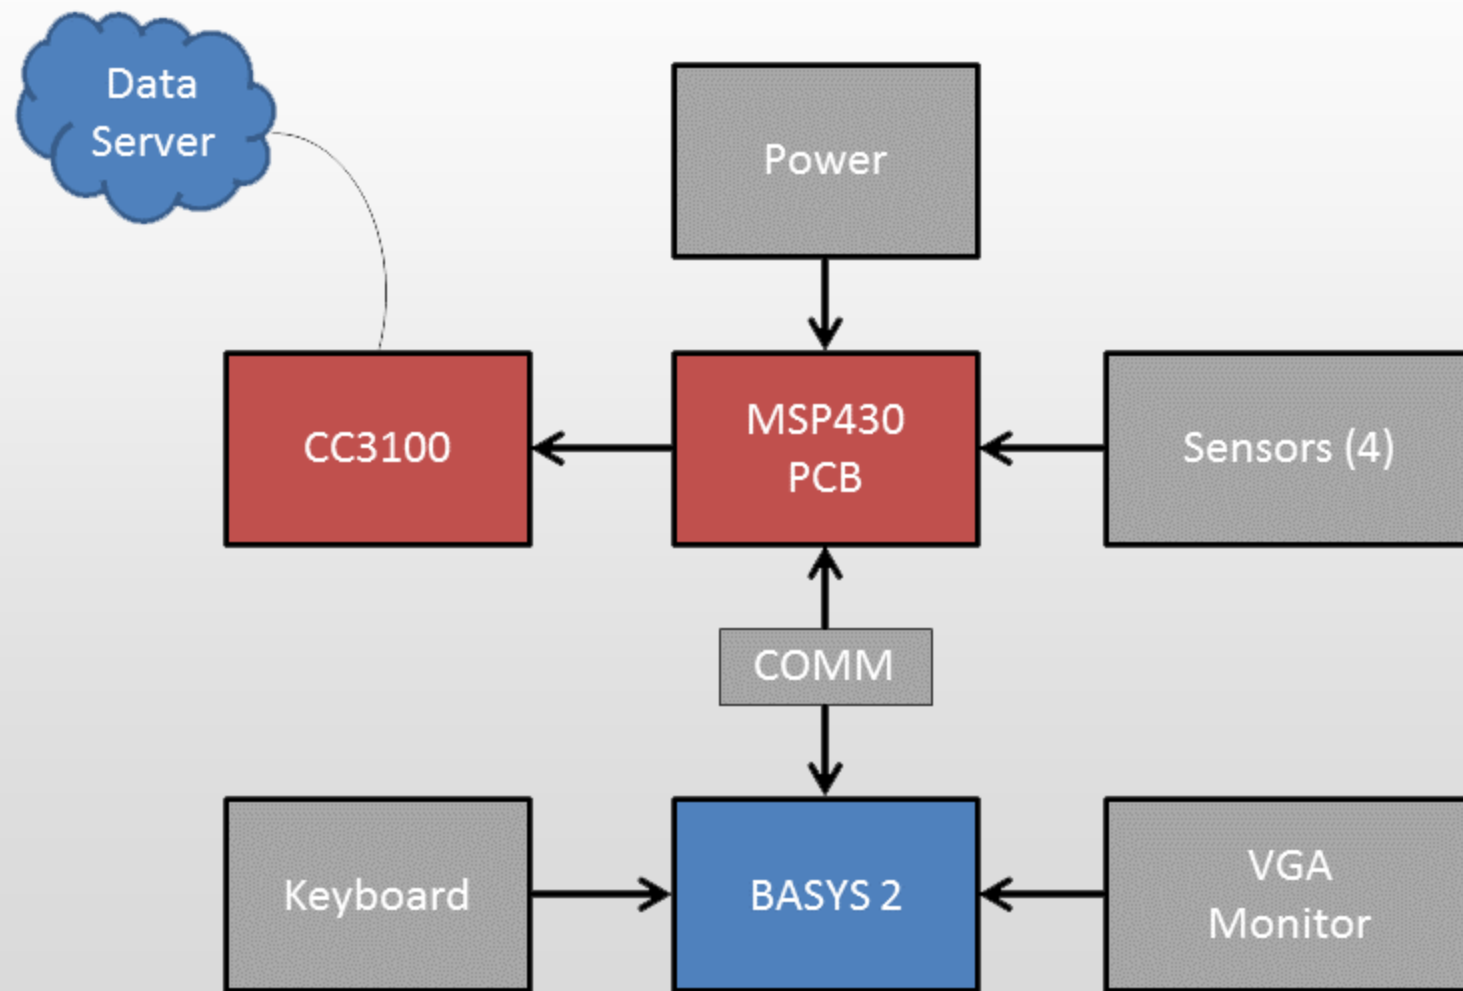 Data
Server
Power
CC3100
MSP430
PCB
Sensors (4)
COMM
Keyboard
BASYS 2
VGA
Monitor